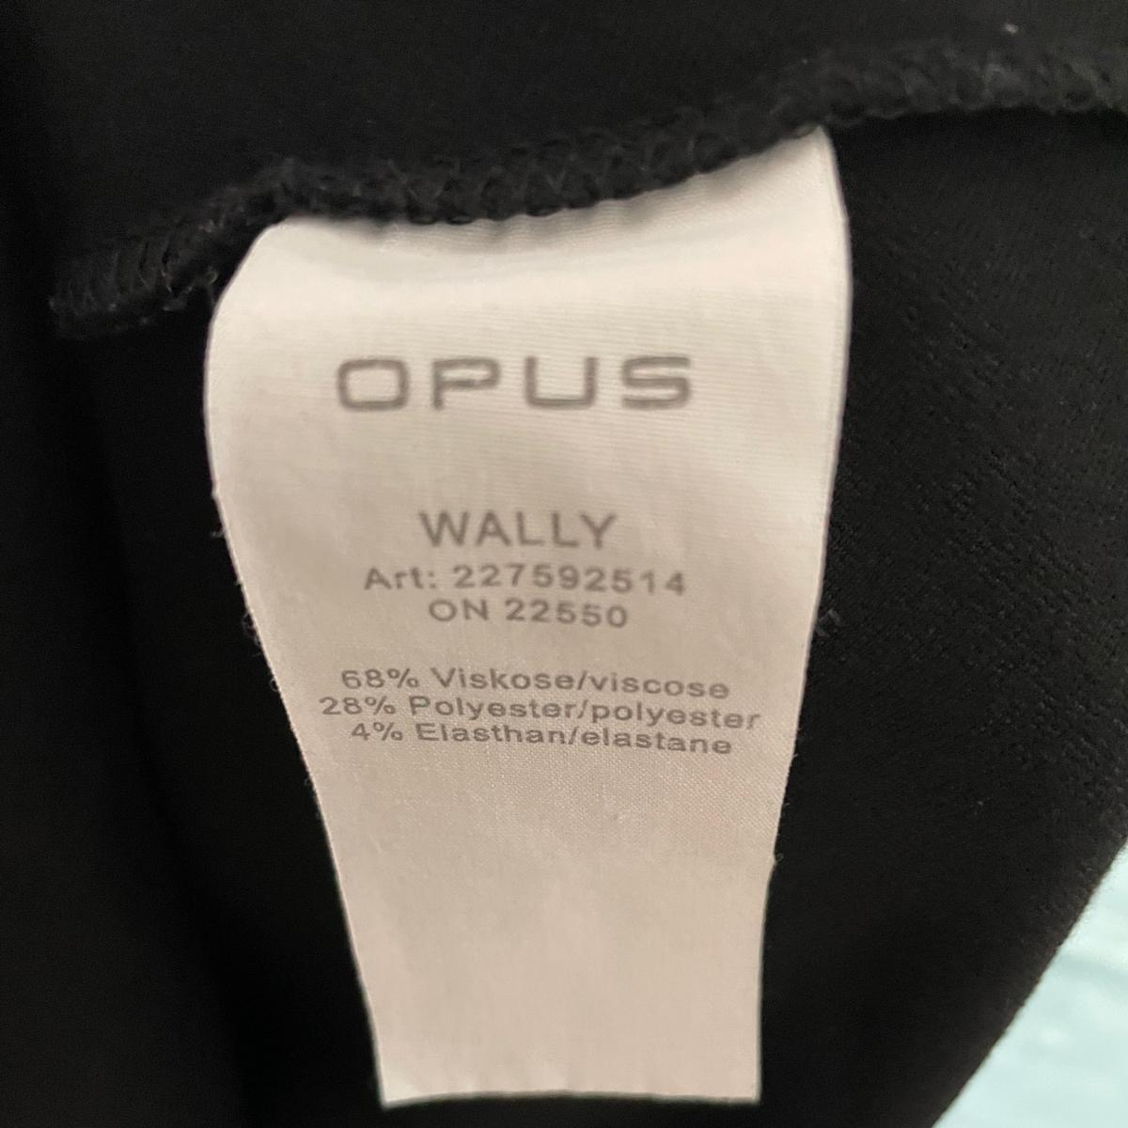 OPUS
WALLY
Art: 227592514
ON 22550
68% Viskose/viscose
28% Polyester/polyester
4% Elasthan/elastane